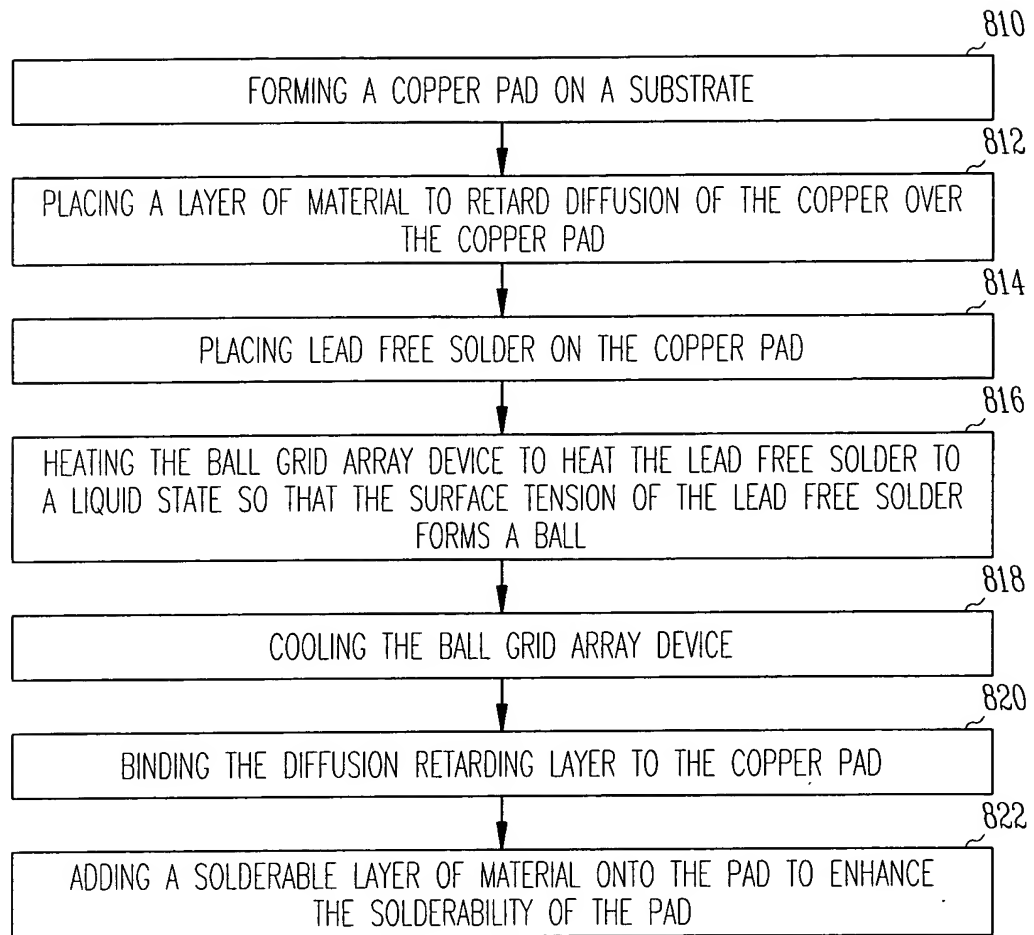 810
FORMING A COPPER PAD ON A SUBSTRATE
812
PLACING A LAYER OF MATERIAL TO RETARD DIFFUSION OF THE COPPER OVER
THE COPPER PAD
814
PLACING LEAD FREE SOLDER ON THE COPPER PAD
816
HEATING THE BALL GRID ARRAY DEVICE TO HEAT THE LEAD FREE SOLDER TO
A LIQUID STATE SO THAT THE SURFACE TENSION OF THE LEAD FREE SOLDER
FORMS A BALL
818
COOLING THE BALL GRID ARRAY DEVICE
820
BINDING THE DIFFUSION RETARDING LAYER TO THE COPPER PAD
822
ADDING A SOLDERABLE LAYER OF MATERIAL ONTO THE PAD TO ENHANCE
THE SOLDERABILITY OF THE PAD